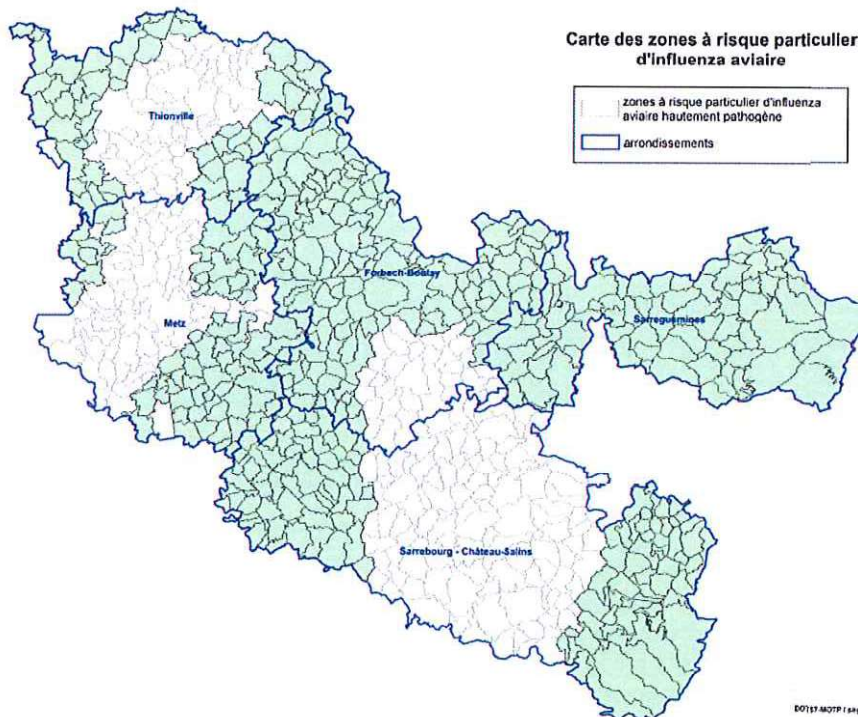 Carte des zones à risque particulier
d'influenza aviaire
zones à risque particulier d'influenza
aviaire hautement pathogène
arrondissements
Thionville
Forbach-Boulay
Metz
Sarreguemines
Sarrebourg - Château-Salins